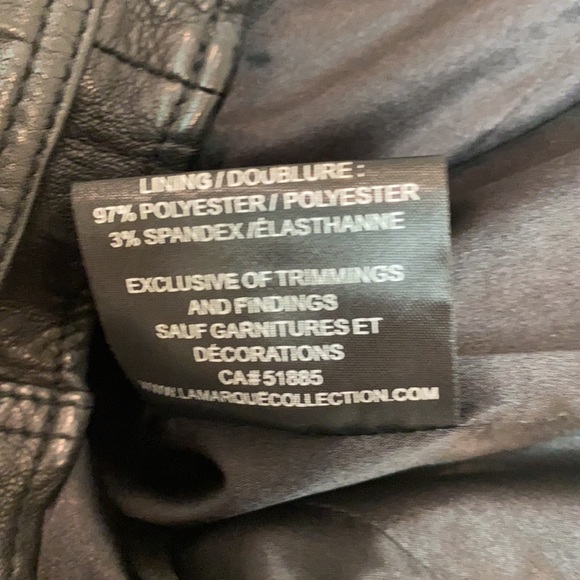 LINING / DOUBLURE :
97% POLYESTER / POLYESTER
3% SPANDEX /ÉLASTHANNE
EXCLUSIVE OF TRIMMINGS
AND FINDINGS
SAUF GARNITURES ET
DÉCORATIONS
CA# 51885
WWW.LAMARQUECOLLECTION.COM